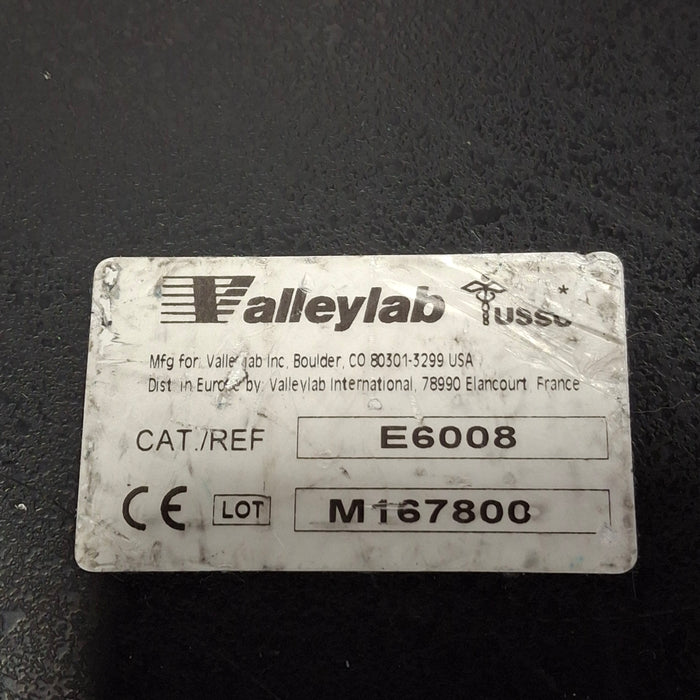 Valleylab
Mfg for: Valleylab Inc, Boulder, CO 80301-3299 USA
Dist in Europe by: Valleylab International, 78990 Elancourt, France
CAT./REF E6008
CE LOT M167800